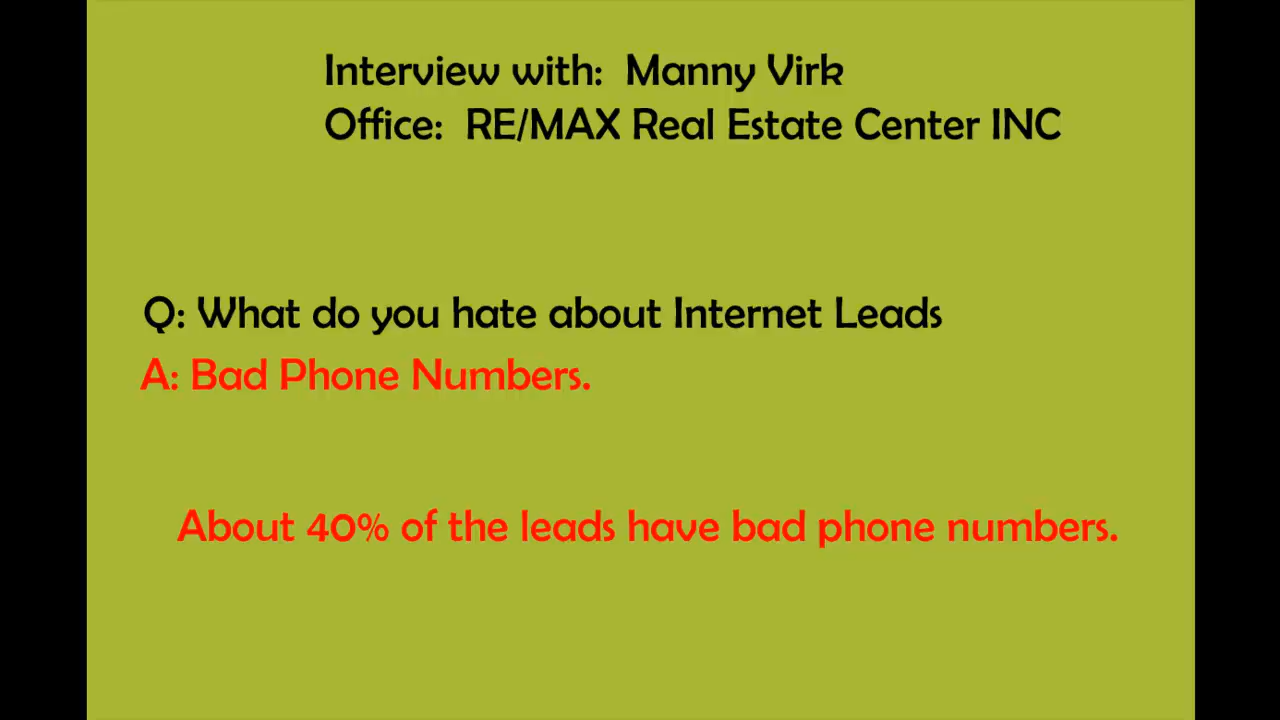 Interview with: Manny Virk
Office: RE/MAX Real Estate Center INC
Q: What do you hate about Internet Leads
A: Bad Phone Numbers.
About 40% of the leads have bad phone numbers.